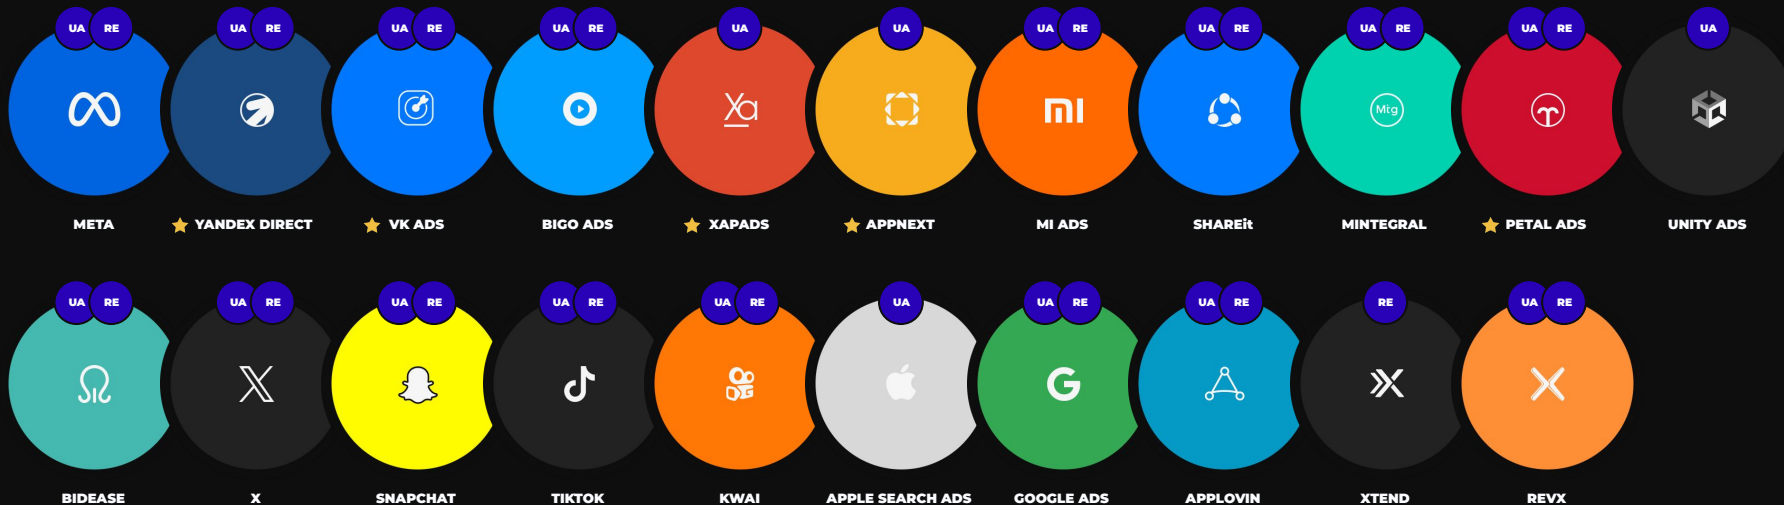 UA RE UA RE UA RE UA RE UA UA UA RE UA RE UA RE UA RE UA
Xa mi Mtg
META YANDEX DIRECT VK ADS BIGO ADS XAPADS APPNEXT MI ADS SHAREit MINTEGRAL PETAL ADS UNITY ADS
UA RE UA RE UA RE UA RE UA RE UA UA RE UA RE RE UA RE
G
BIDEASE X SNAPCHAT TIKTOK KWAI APPLE SEARCH ADS GOOGLE ADS APPLOVIN XTEND REVX